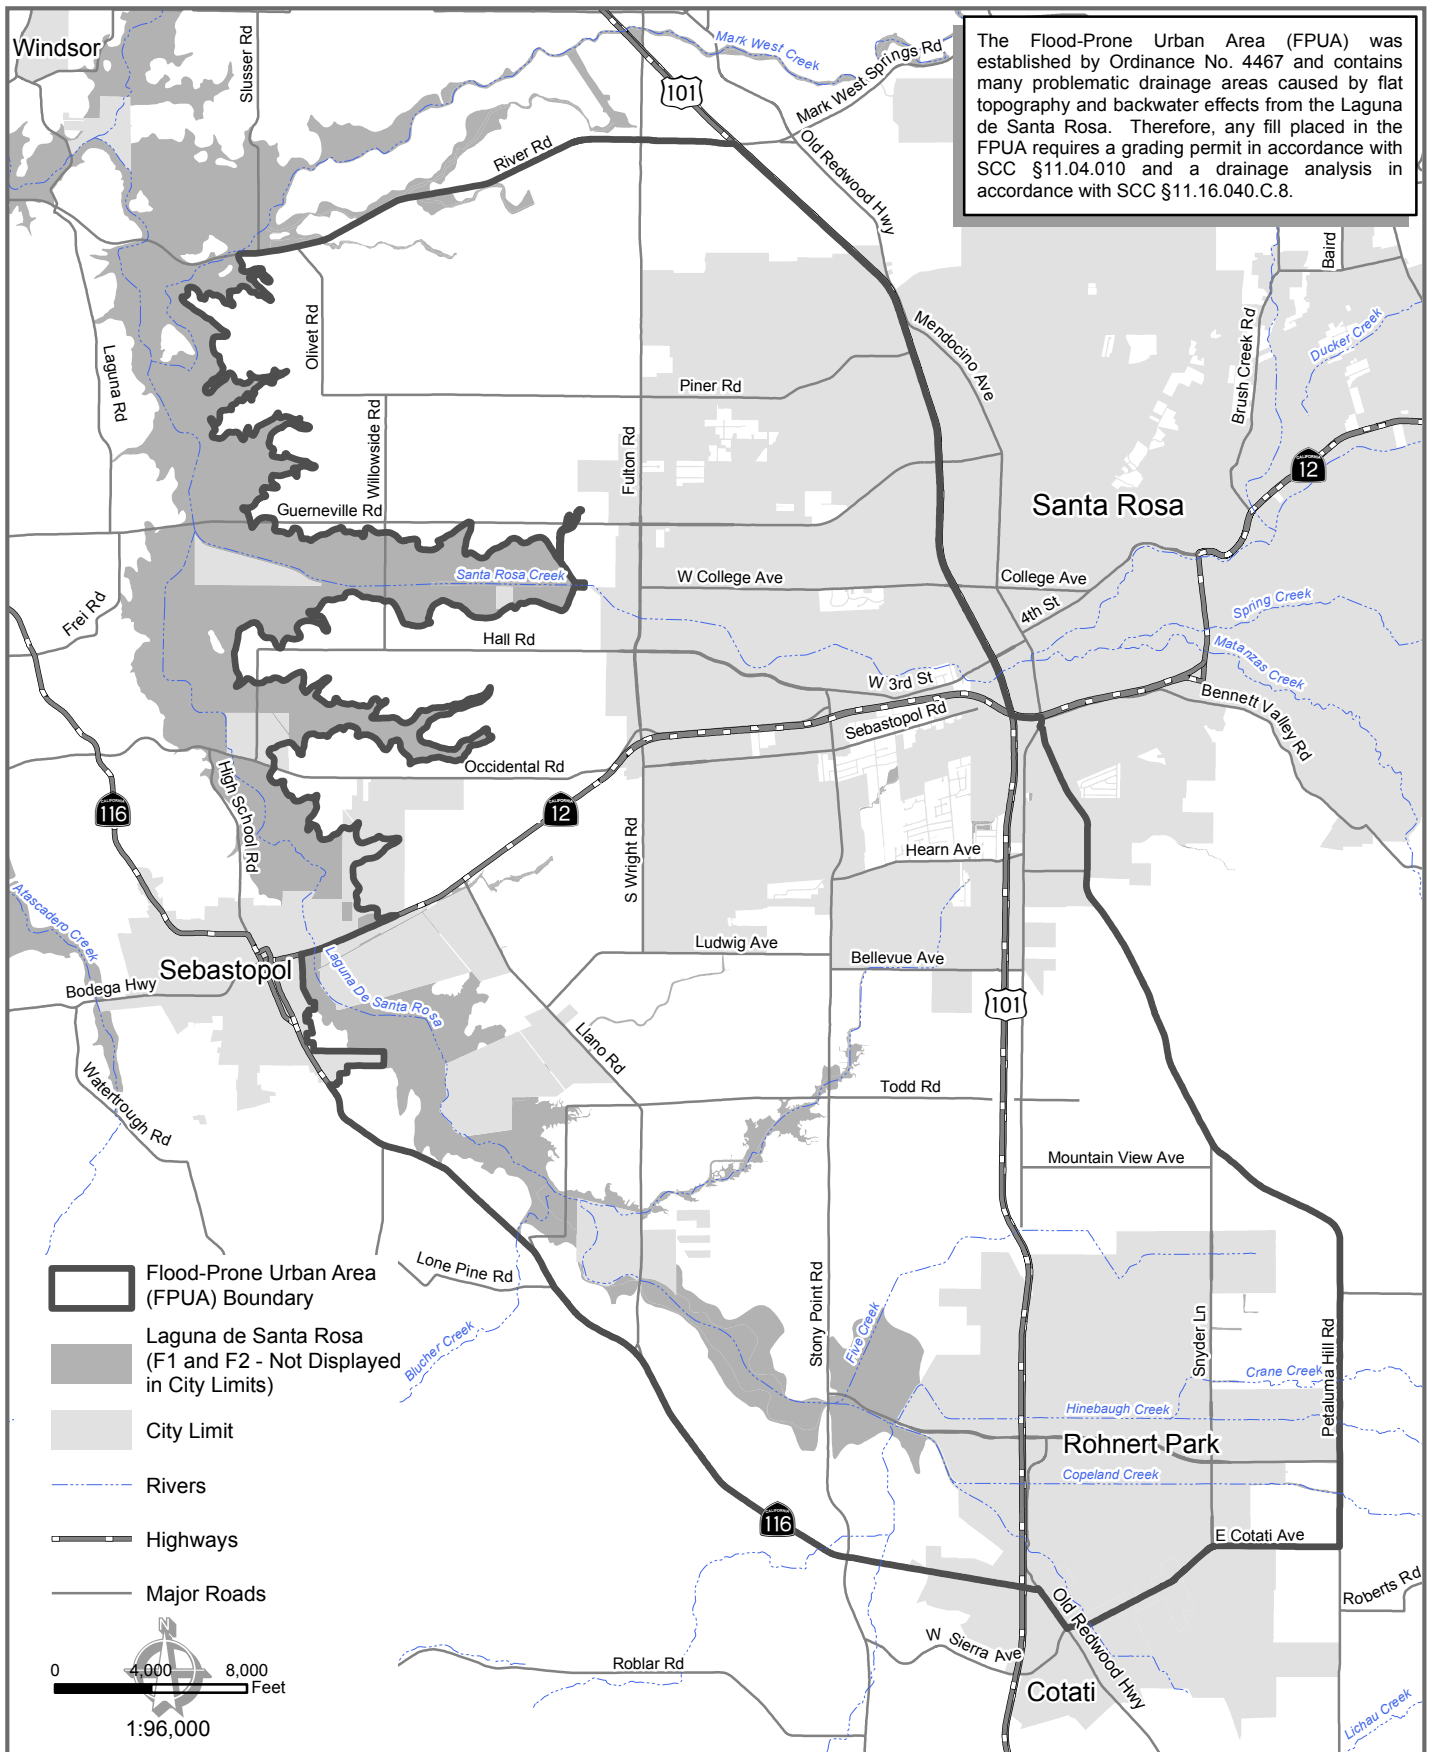 Windsor
Slusser Rd
Mark West Creek
Mark West Springs Rd
101
The Flood-Prone Urban Area (FPUA) was
established by Ordinance No. 4467 and contains
many problematic drainage areas caused by flat
topography and backwater effects from the Laguna
de Santa Rosa. Therefore, any fill placed in the
FPUA requires a grading permit in accordance with
SCC §11.04.010 and a drainage analysis in
accordance with SCC §11.16.040.C.8.
River Rd
Old Redwood Hwy
Baird
Laguna Rd
Olivet Rd
Mendocino Ave
Brush Creek Rd
Ducker Creek
Piner Rd
Willowside Rd
Fulton Rd
CALIFORNIA
12
Santa Rosa
Guerneville Rd
Santa Rosa Creek
W College Ave
College Ave
4th St
Spring Creek
Frei Rd
Hall Rd
Matanzas Creek
W 3rd St
Bennett Valley Rd
Sebastopol Rd
Occidental Rd
High School Rd
CALIFORNIA
116
CALIFORNIA
12
S Wright Rd
Hearn Ave
Atascadero Creek
Ludwig Ave
Bellevue Ave
Sebastopol
Laguna De Santa Rosa
Bodega Hwy
101
Llano Rd
Watertrough Rd
Todd Rd
Mountain View Ave
Lone Pine Rd
Stony Point Rd
Five Creek
Snyder Ln
Petaluma Hill Rd
Blucher Creek
Crane Creek
Hinebaugh Creek
Rohnert Park
Copeland Creek
CALIFORNIA
116
E Cotati Ave
Old Redwood Hwy
Roberts Rd
W Sierra Ave
Roblar Rd
Cotati
Lichau Creek
Flood-Prone Urban Area
(FPUA) Boundary
Laguna de Santa Rosa
(F1 and F2 - Not Displayed
in City Limits)
City Limit
Rivers
Highways
Major Roads
N
0 4,000 8,000
Feet
1:96,000